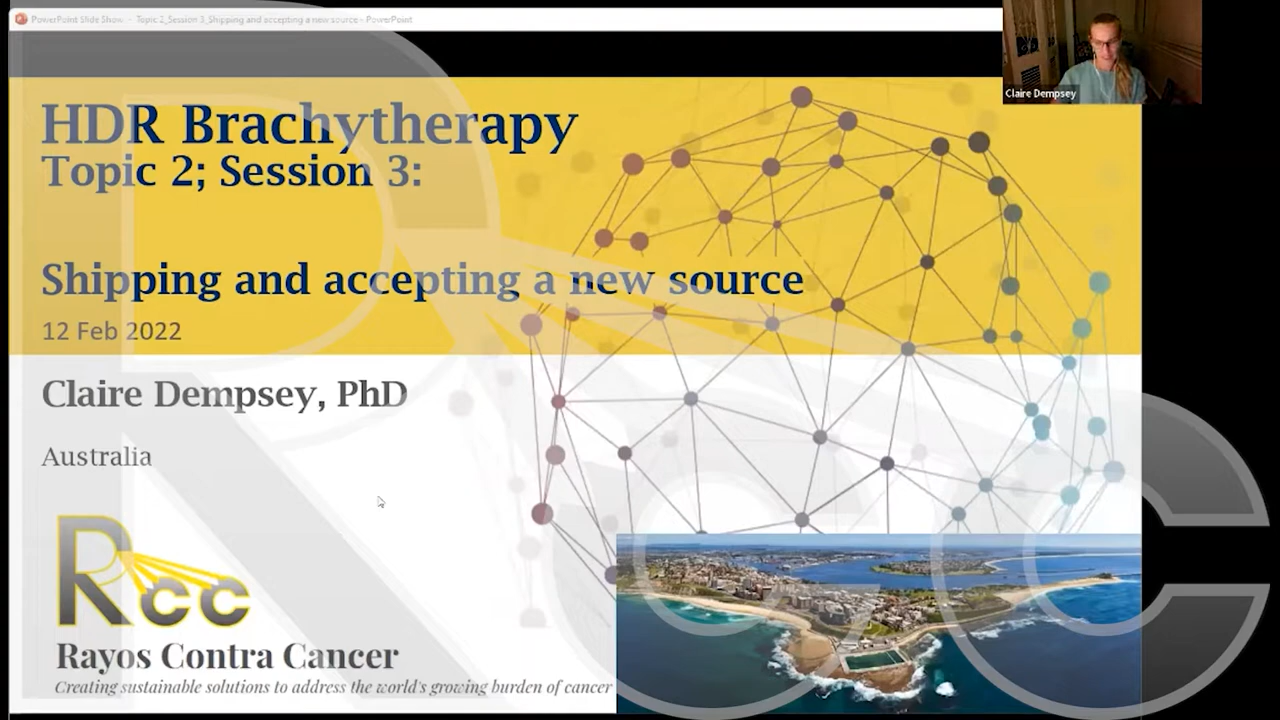 PowerPoint Slide Show - Topic 2_Session 3_Shipping and accepting a new source - PowerPoint
Claire Dempsey
HDR Brachytherapy
Topic 2; Session 3:
Shipping and accepting a new source
12 Feb 2022
Claire Dempsey, PhD
Australia
Rcc
Rayos Contra Cancer
Creating sustainable solutions to address the world's growing burden of cancer
Rcc